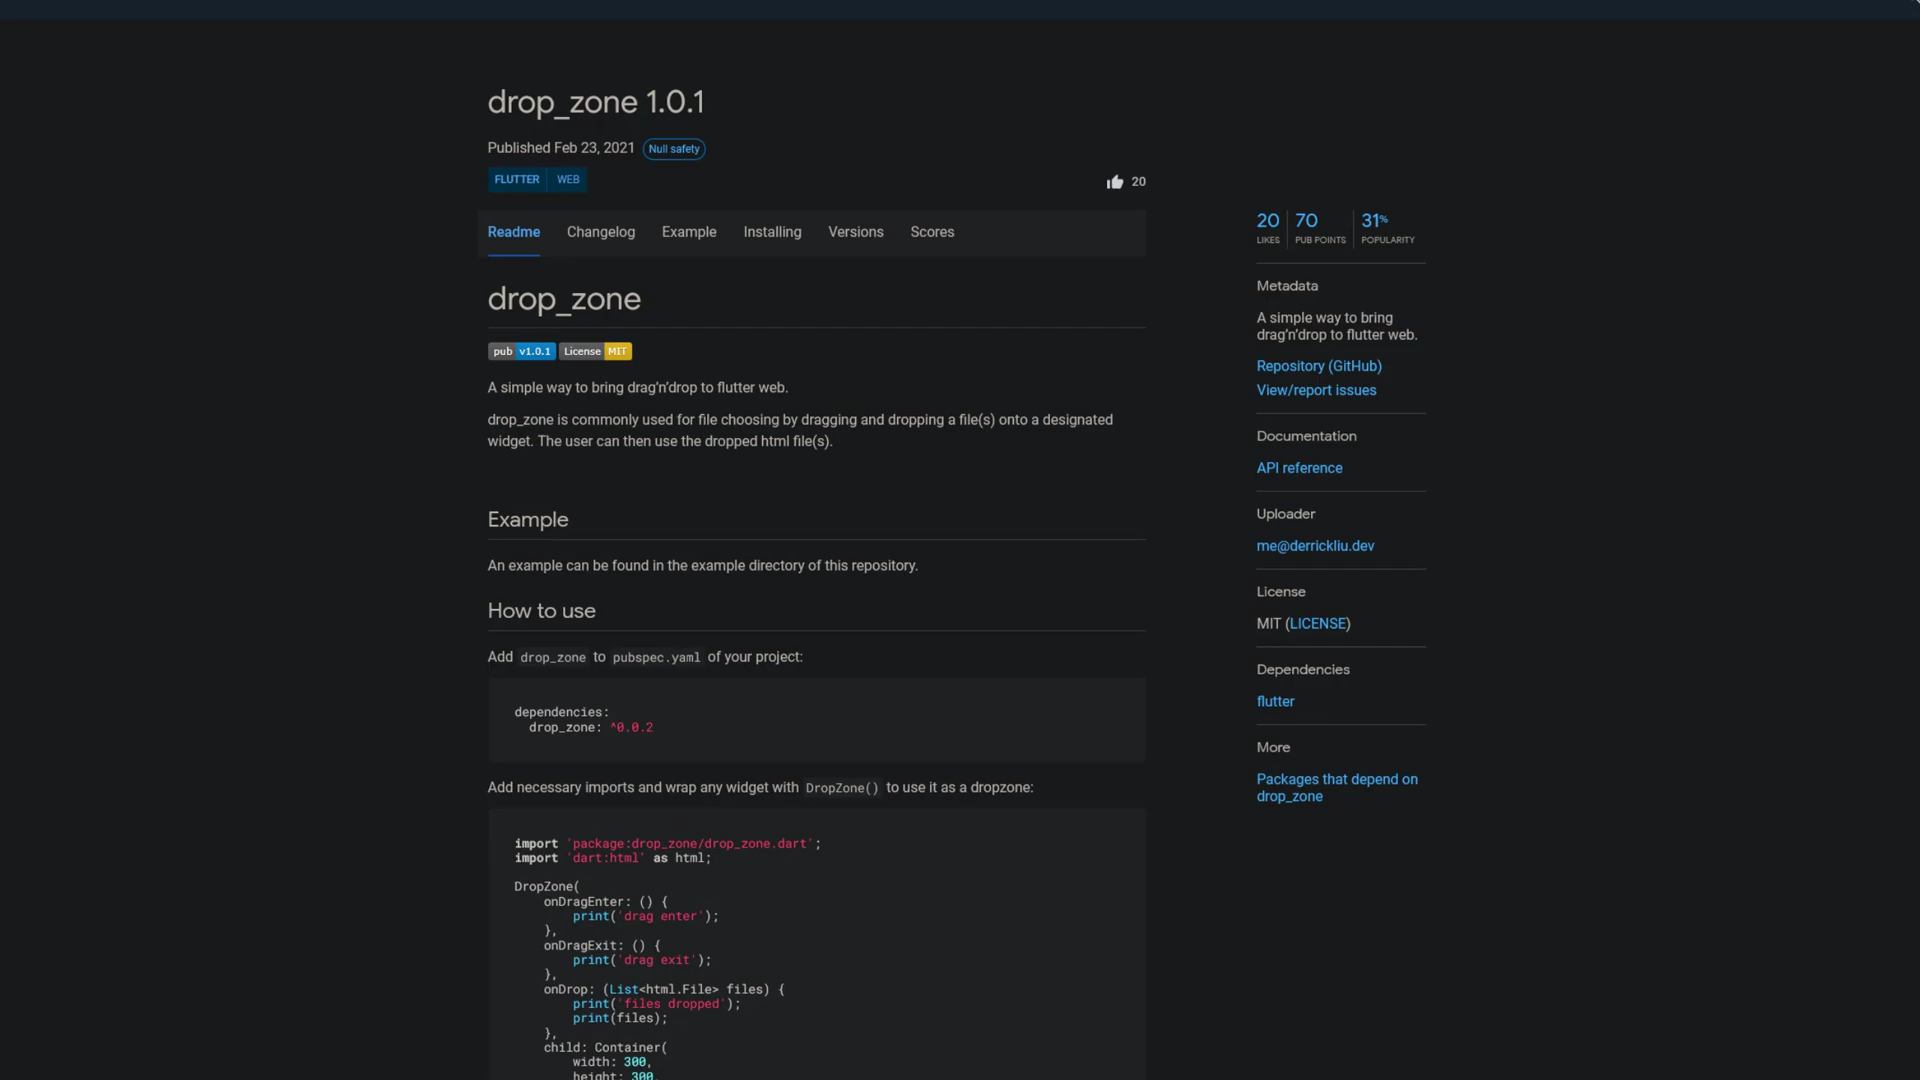 drop_zone 1.0.1
Published Feb 23, 2021 Null safety
FLUTTER WEB
20
Readme Changelog Example Installing Versions Scores
drop_zone
pub v1.0.1 License MIT
A simple way to bring drag'n'drop to flutter web.
drop_zone is commonly used for file choosing by dragging and dropping a file(s) onto a designated
widget. The user can then use the dropped html file(s).
Example
An example can be found in the example directory of this repository.
How to use
Add drop_zone to pubspec.yaml of your project:
dependencies:
  drop_zone: ^0.0.2
Add necessary imports and wrap any widget with DropZone() to use it as a dropzone:
import 'package:drop_zone/drop_zone.dart';
import 'dart:html' as html;
DropZone(
    onDragEnter: () {
        print('drag enter');
    },
    onDragExit: () {
        print('drag exit');
    },
    onDrop: (List<html.File> files) {
        print('files dropped');
        print(files);
    },
    child: Container(
        width: 300,
        height: 300,
20 70 31%
LIKES PUB POINTS POPULARITY
Metadata
A simple way to bring
drag'n'drop to flutter web.
Repository (GitHub)
View/report issues
Documentation
API reference
Uploader
me@derrickliu.dev
License
MIT (LICENSE)
Dependencies
flutter
More
Packages that depend on
drop_zone